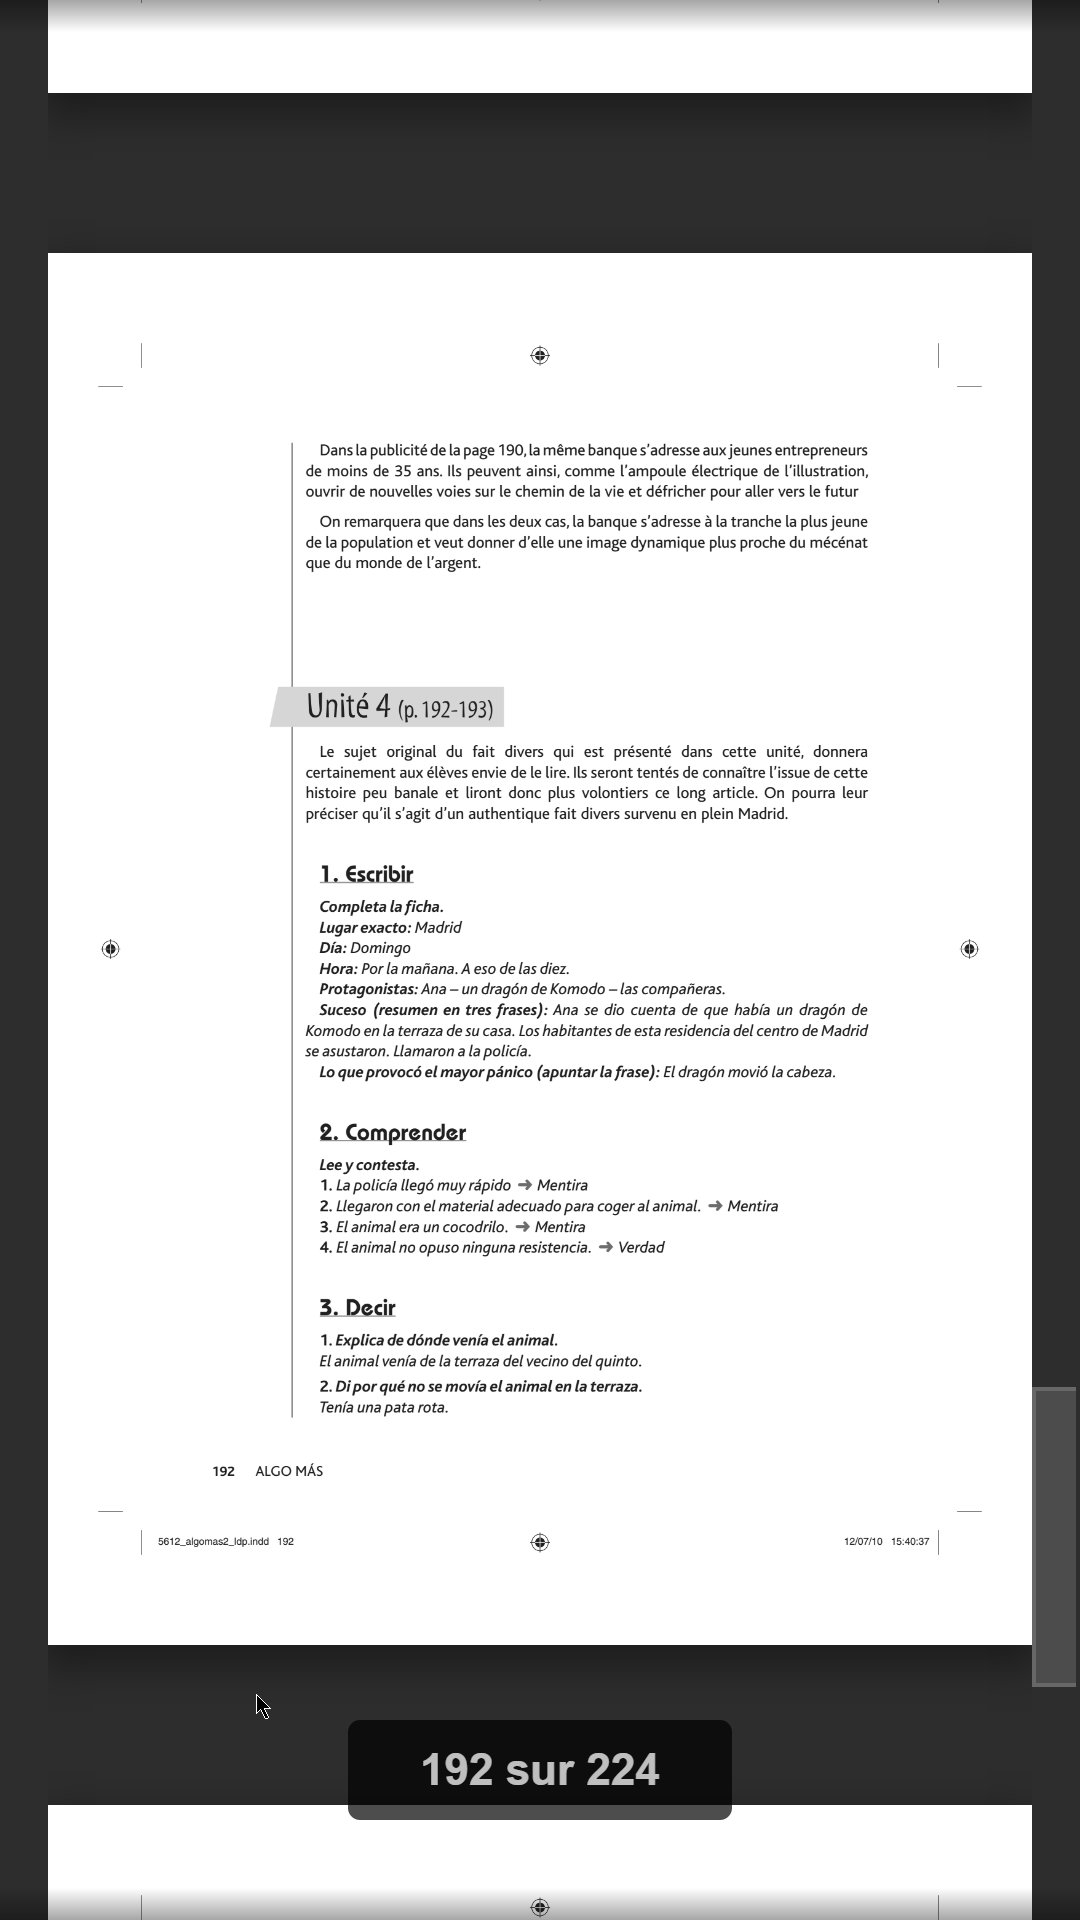 Dans la publicité de la page 190, la même banque s’adresse aux jeunes entrepreneurs
de moins de 35 ans. Ils peuvent ainsi, comme l’ampoule électrique de l’illustration,
ouvrir de nouvelles voies sur le chemin de la vie et défricher pour aller vers le futur
On remarquera que dans les deux cas, la banque s’adresse à la tranche la plus jeune
de la population et veut donner d’elle une image dynamique plus proche du mécénat
que du monde de l’argent.
Unité 4 (p. 192-193)
Le sujet original du fait divers qui est présenté dans cette unité, donnera
certainement aux élèves envie de le lire. Ils seront tentés de connaître l’issue de cette
histoire peu banale et liront donc plus volontiers ce long article. On pourra leur
préciser qu’il s’agit d’un authentique fait divers survenu en plein Madrid.
1. Escribir
Completa la ficha.
Lugar exacto: Madrid
Día: Domingo
Hora: Por la mañana. A eso de las diez.
Protagonistas: Ana – un dragón de Komodo – las compañeras.
Suceso (resumen en tres frases): Ana se dio cuenta de que había un dragón de
Komodo en la terraza de su casa. Los habitantes de esta residencia del centro de Madrid
se asustaron. Llamaron a la policía.
Lo que provocó el mayor pánico (apuntar la frase): El dragón movió la cabeza.
2. Comprender
Lee y contesta.
1. La policía llegó muy rápido ➜ Mentira
2. Llegaron con el material adecuado para coger al animal. ➜ Mentira
3. El animal era un cocodrilo. ➜ Mentira
4. El animal no opuso ninguna resistencia. ➜ Verdad
3. Decir
1. Explica de dónde venía el animal.
El animal venía de la terraza del vecino del quinto.
2. Di por qué no se movía el animal en la terraza.
Tenía una pata rota.
192 ALGO MÁS
5612_algomas2_ldp.indd 192 12/07/10 15:40:37
192 sur 224